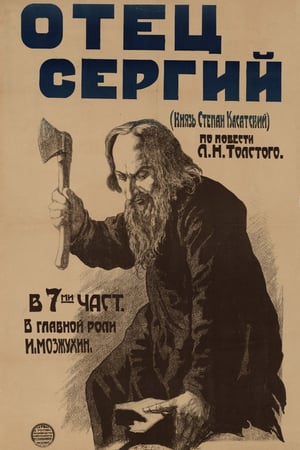 ОТЕЦ
СЕРГИЙ
(Князь Степан Касатский)
по повести
Л.Н.Толстого.
В 7ми част.
В главной роли
И.Мозжухин.